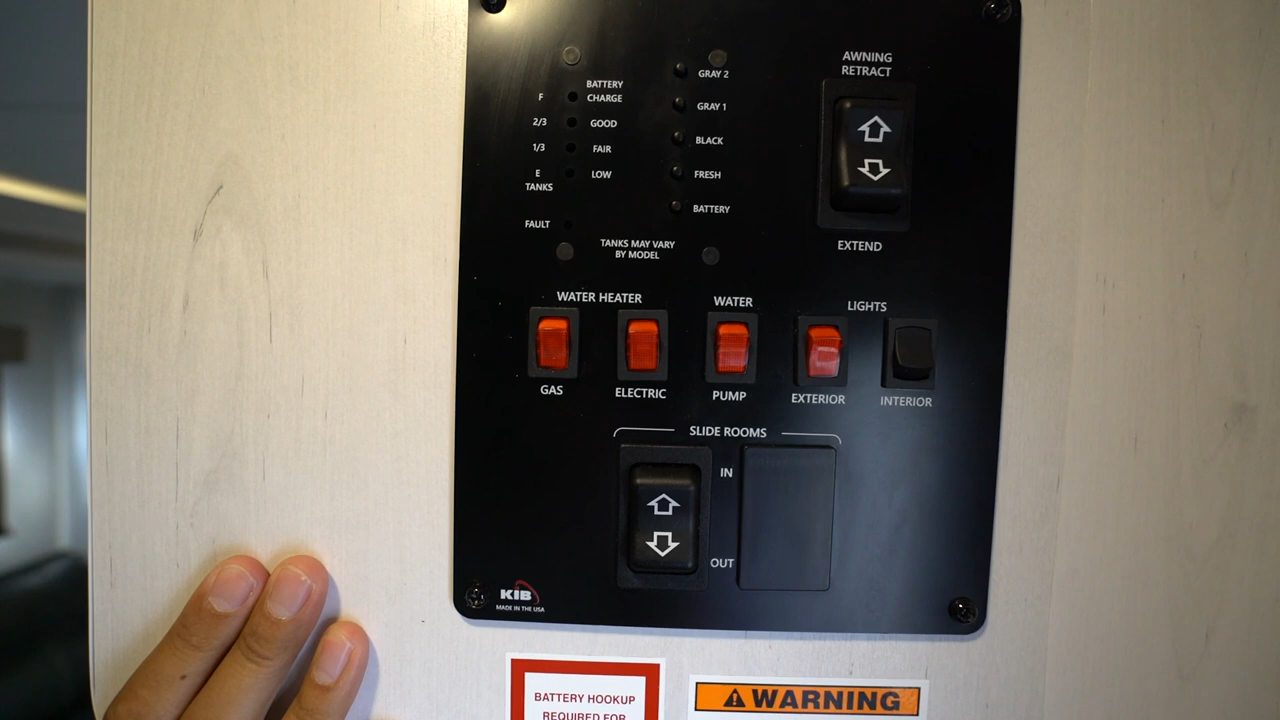 BATTERY
F CHARGE
2/3 GOOD
1/3 FAIR
E LOW
TANKS
FAULT
GRAY 2
GRAY 1
BLACK
FRESH
BATTERY
TANKS MAY VARY
BY MODEL
AWNING
RETRACT
EXTEND
WATER HEATER
WATER
LIGHTS
GAS
ELECTRIC
PUMP
EXTERIOR
INTERIOR
SLIDE ROOMS
IN
OUT
KIB
MADE IN THE USA
BATTERY HOOKUP
REQUIRED FOR
WARNING